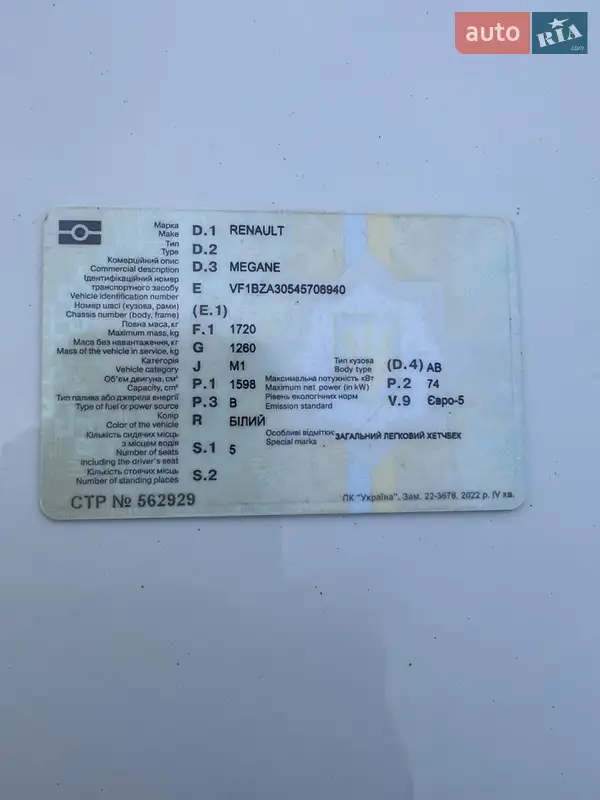 auto RIA .com
Марка
Make D.1 RENAULT
Тип
Type D.2
Комерційний опис
Commercial description D.3 MEGANE
Ідентифікаційний номер
транспортного засобу
Vehicle identification number E VF1BZA30545708940
Номер шасі (кузова, рами)
Chassis number (body, frame) (E.1)
Повна маса, кг
Maximum mass, kg F.1 1720
Маса без навантаження, кг
Mass of the vehicle in service, kg G 1260
Категорія
Vehicle category J M1
Тип кузова
Body type (D.4) АВ
Об'єм двигуна, см³
Capacity, cm³ P.1 1598
Максимальна потужність кВт
Maximum net power (in kW) P.2 74
Тип палива або джерела енергії
Type of fuel or power source P.3 В
Рівень екологічних норм
Emission standard V.9 Євро-5
Колір
Color of the vehicle R БІЛИЙ
Кількість сидячих місць
з місцем водія
Number of seats
including the driver's seat S.1 5
Особливі відмітки
Special marks ЗАГАЛЬНИЙ ЛЕГКОВИЙ ХЕТЧБЕК
Кількість стоячих місць
Number of standing places S.2
СТР № 562929
ПК "Україна", Зам. 22-3678, 2022 р. IV кв.